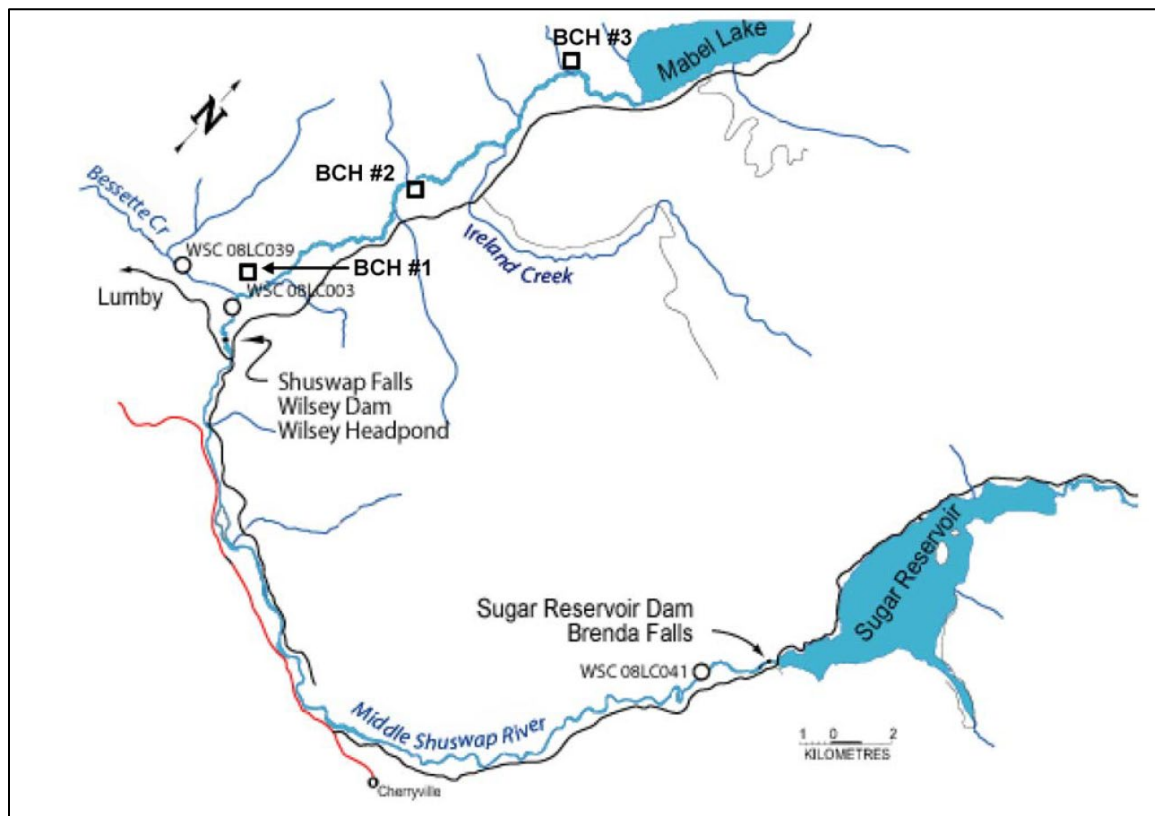 BCH #3
Mabel Lake
N
BCH #2
Bessette Cr
WSC 08LC039
Ireland Creek
BCH #1
WSC 08LC003
Lumby
Shuswap Falls
Wilsey Dam
Wilsey Headpond
Sugar Reservoir
Sugar Reservoir Dam
Brenda Falls
WSC 08LC041
Middle Shuswap River
1 0 2
KILOMETRES
Cherryville